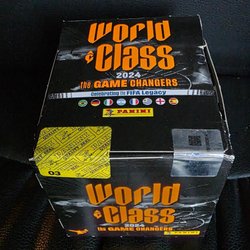 World
Class
2024
the GAME CHANGERS
Celebrating the FIFA Legacy
PANINI
03
World
Class
2024
the GAME CHANGERS
PANINI